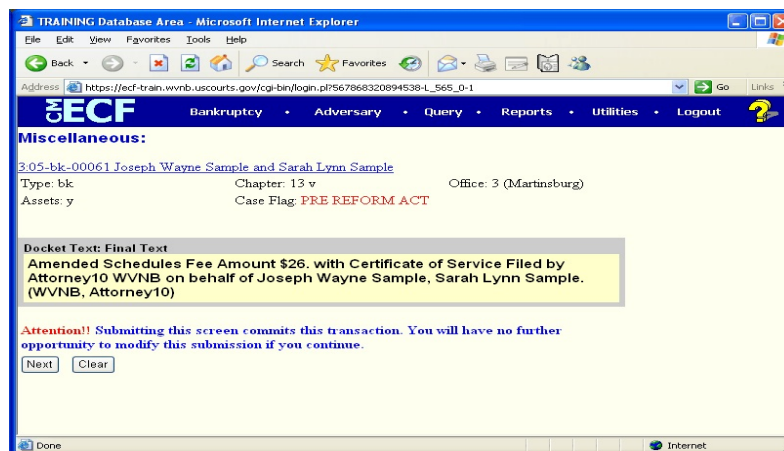 TRAINING Database Area - Microsoft Internet Explorer
File Edit View Favorites Tools Help
Back Search Favorites
Address https://ecf-train.wvnb.uscourts.gov/cgi-bin/login.pl?567868320894538-L_565_0-1 Go Links
CM ECF Bankruptcy • Adversary • Query • Reports • Utilities • Logout ?
Miscellaneous:
3:05-bk-00061 Joseph Wayne Sample and Sarah Lynn Sample
Type: bk Chapter: 13 v Office: 3 (Martinsburg)
Assets: y Case Flag: PRE REFORM ACT
Docket Text: Final Text
Amended Schedules Fee Amount $26. with Certificate of Service Filed by
Attorney10 WVNB on behalf of Joseph Wayne Sample, Sarah Lynn Sample.
(WVNB, Attorney10)
Attention!! Submitting this screen commits this transaction. You will have no further
opportunity to modify this submission if you continue.
Next Clear
Done Internet